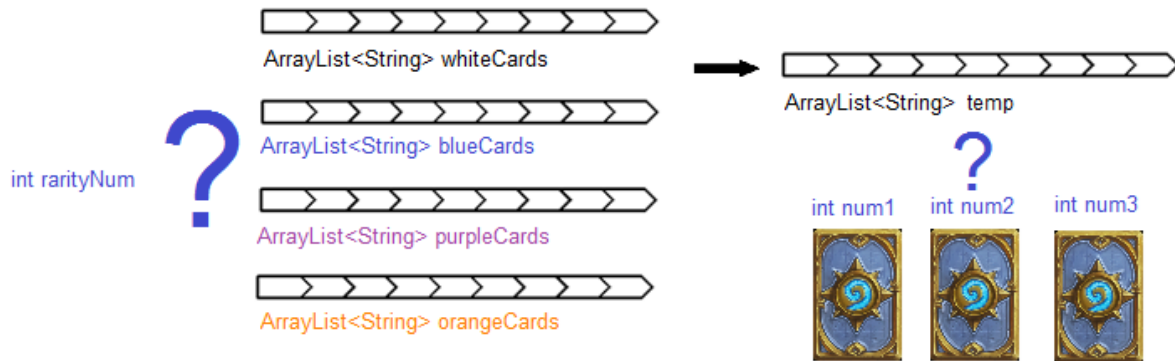 ArrayList<String> whiteCards
ArrayList<String> temp
?
ArrayList<String> blueCards
int rarityNum
?
int num1
int num2
int num3
ArrayList<String> purpleCards
ArrayList<String> orangeCards